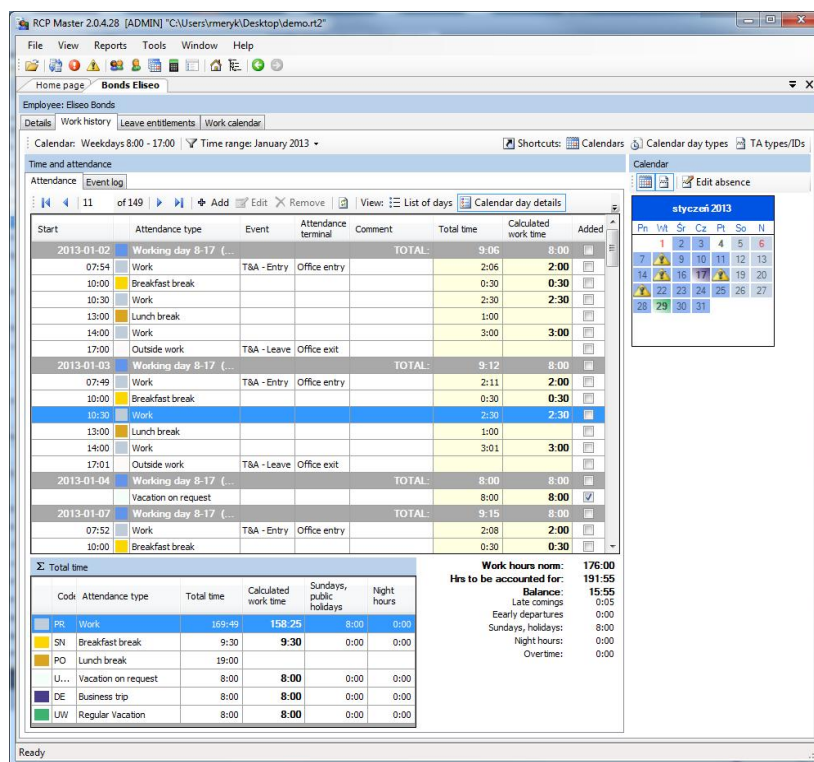 RCP Master 2.0.4.28 [ADMIN] "C:\Users\rmeryk\Desktop\demo.rt2"
File View Reports Tools Window Help
Home page Bonds Eliseo
Employee: Eliseo Bonds
Details Work history Leave entitlements Work calendar
Calendar: Weekdays 8:00 - 17:00 Time range: January 2013 Shortcuts: Calendars Calendar day types TA types/IDs
Time and attendance
Attendance Event log
11 of 149 Add Edit Remove View: List of days Calendar day details
Start Attendance type Event Attendance terminal Comment Total time Calculated work time Added
2013-01-02 Working day 8-17 (... TOTAL: 9:06 8:00
07:54 Work T&A - Entry Office entry 2:06 2:00
10:00 Breakfast break 0:30 0:30
10:30 Work 2:30 2:30
13:00 Lunch break 1:00
14:00 Work 3:00 3:00
17:00 Outside work T&A - Leave Office exit
2013-01-03 Working day 8-17 (... TOTAL: 9:12 8:00
07:49 Work T&A - Entry Office entry 2:11 2:00
10:00 Breakfast break 0:30 0:30
10:30 Work 2:30 2:30
13:00 Lunch break 1:00
14:00 Work 3:01 3:00
17:01 Outside work T&A - Leave Office exit
2013-01-04 Working day 8-17 (... TOTAL: 8:00 8:00
Vacation on request 8:00 8:00
2013-01-07 Working day 8-17 (... TOTAL: 9:15 8:00
07:52 Work T&A - Entry Office entry 2:08 2:00
10:00 Breakfast break 0:30 0:30
Σ Total time
Code Attendance type Total time Calculated work time Sundays, public holidays Night hours
PR Work 169:49 158:25 8:00 0:00
SN Breakfast break 9:30 9:30 0:00 0:00
PO Lunch break 19:00
U... Vacation on request 8:00 8:00 0:00 0:00
DE Business trip 8:00 8:00 0:00 0:00
UW Regular Vacation 8:00 8:00 0:00 0:00
Work hours norm: 176:00
Hrs to be accounted for: 191:55
Balance: 15:55
Late comings 0:05
Eearly departures 0:00
Sundays, holidays: 8:00
Night hours: 0:00
Overtime: 0:00
Calendar
Edit absence
styczeń 2013
Pn Wt Śr Cz Pt So N
1 2 3 4 5 6
7 9 10 11 12 13
14 16 17 19 20
22 23 24 25 26 27
28 29 30 31
Ready